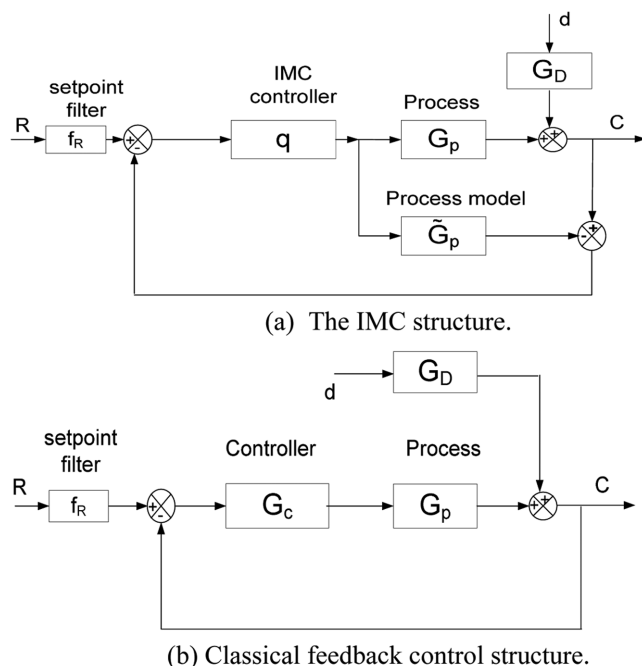 d
G_D
setpoint
filter
IMC
controller
Process
R
f_R
+
-
q
G_p
+
+
C
Process model
G̃_p
-
+
(a) The IMC structure.
G_D
d
setpoint
filter
Controller
Process
R
f_R
+
-
G_c
G_p
+
+
C
(b) Classical feedback control structure.